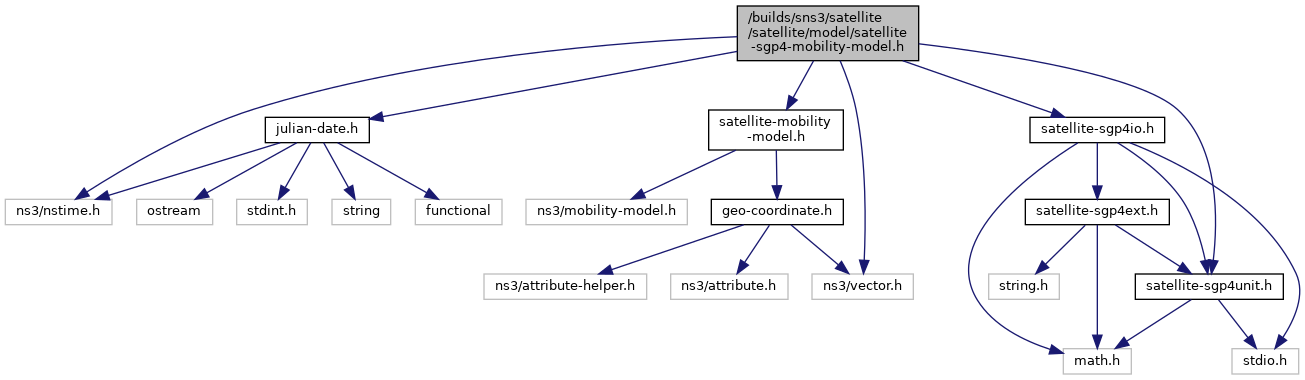 /builds/sns3/satellite
/satellite/model/satellite
-sgp4-mobility-model.h
julian-date.h
satellite-mobility
-model.h
satellite-sgp4io.h
ns3/nstime.h
ostream
stdint.h
string
functional
ns3/mobility-model.h
geo-coordinate.h
satellite-sgp4ext.h
ns3/attribute-helper.h
ns3/attribute.h
ns3/vector.h
string.h
satellite-sgp4unit.h
math.h
stdio.h